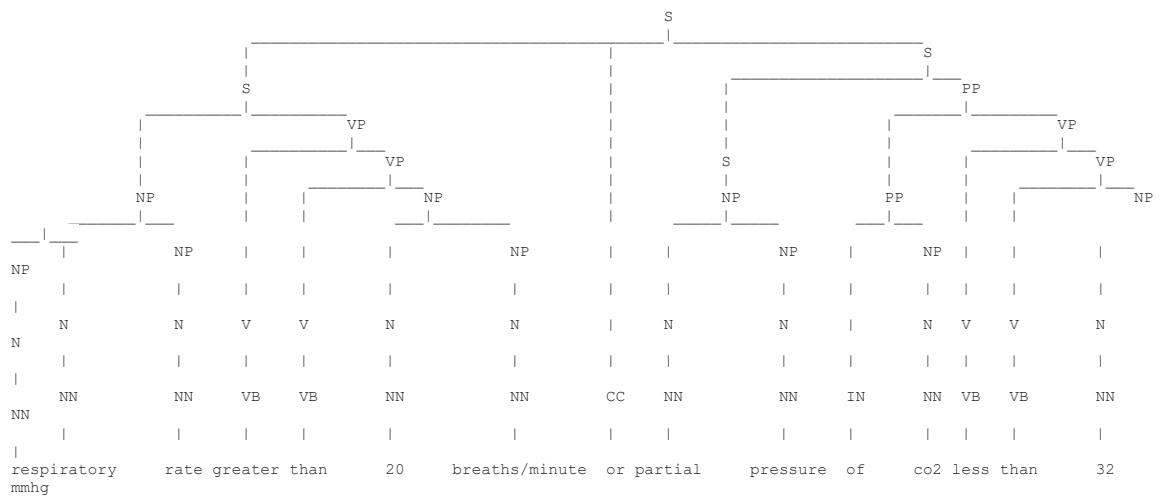 S
S
S PP
VP VP
VP S VP
NP NP NP PP NP
NP NP NP NP
NP
N N V V N N N N N V V N
N
NN NN VB VB NN NN CC NN NN IN NN VB VB NN
NN
respiratory rate greater than 20 breaths/minute or partial pressure of co2 less than 32
mmhg